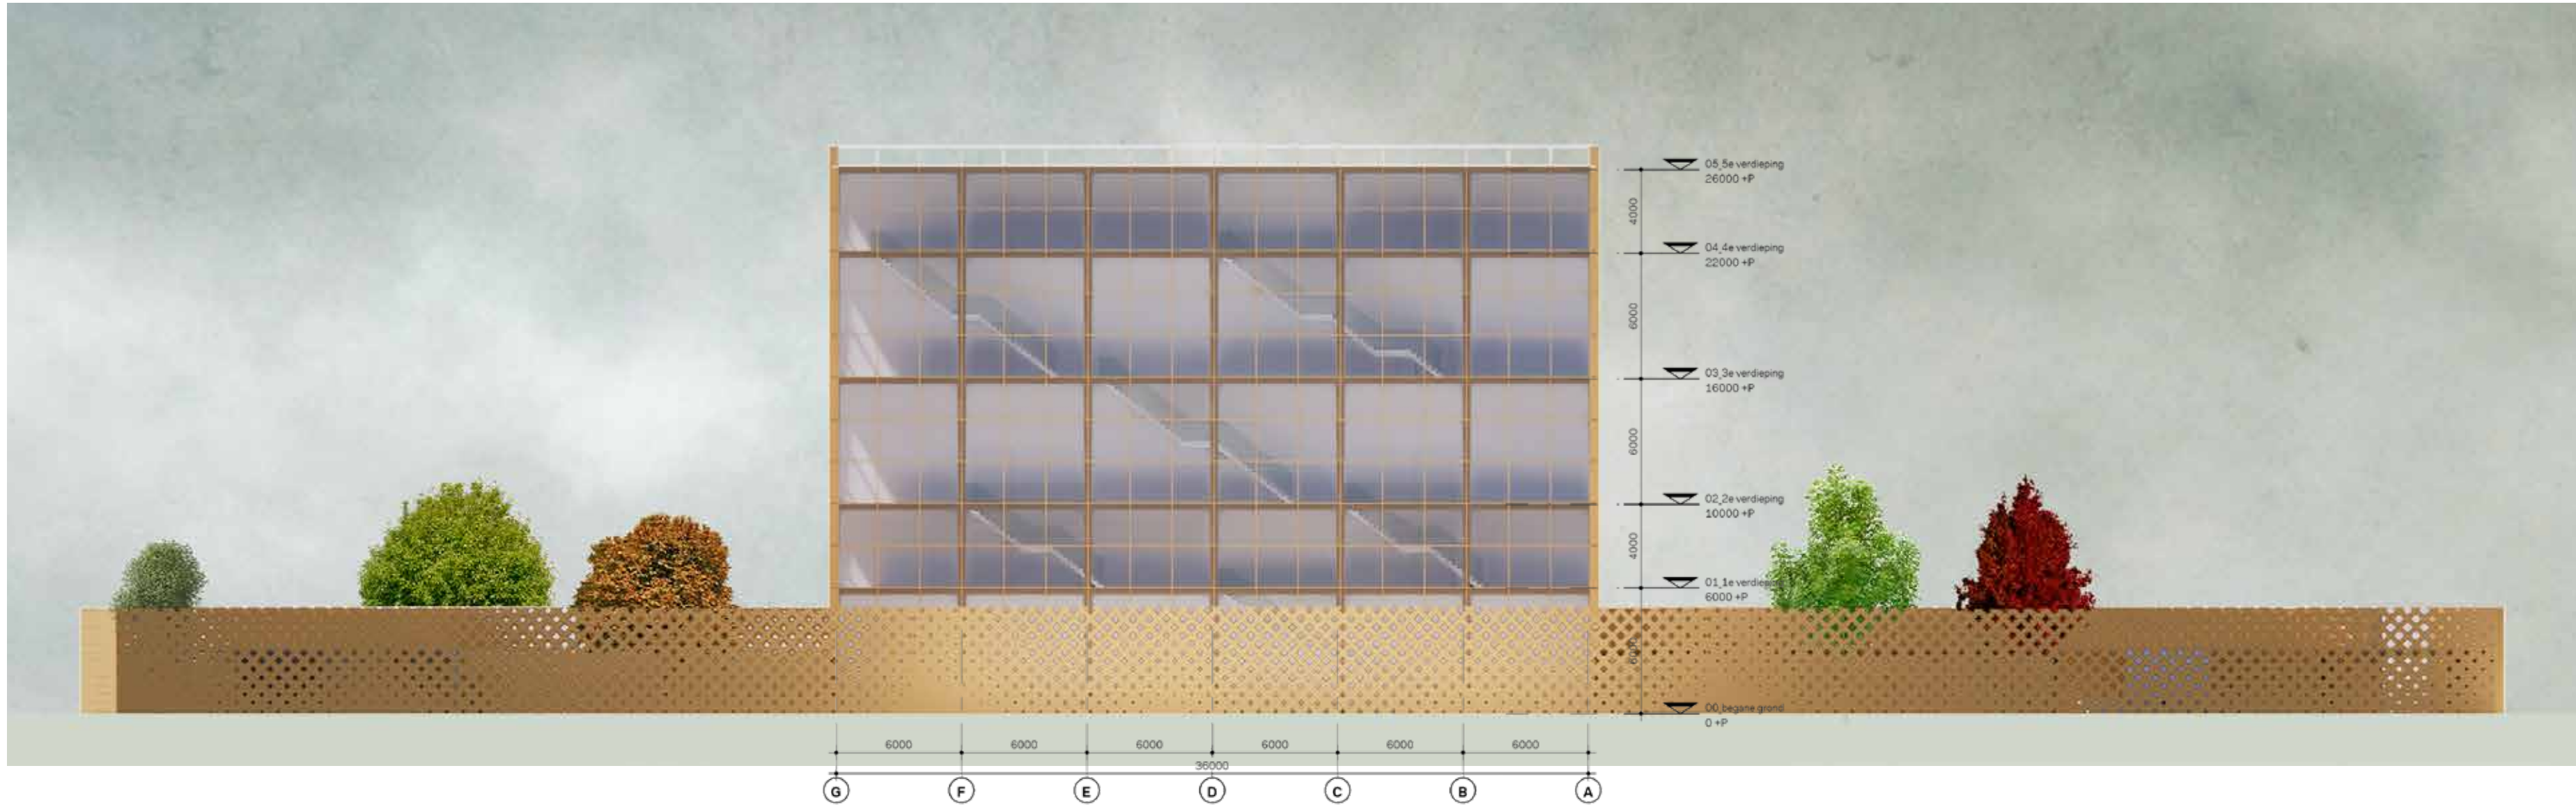 05_5e verdieping
26000 +P
4000
04_4e verdieping
22000 +P
6000
03_3e verdieping
16000 +P
6000
02_2e verdieping
10000 +P
4000
01_1e verdieping
6000 +P
6000
00_begane grond
0 +P
6000 6000 6000 6000 6000 6000
36000
G F E D C B A